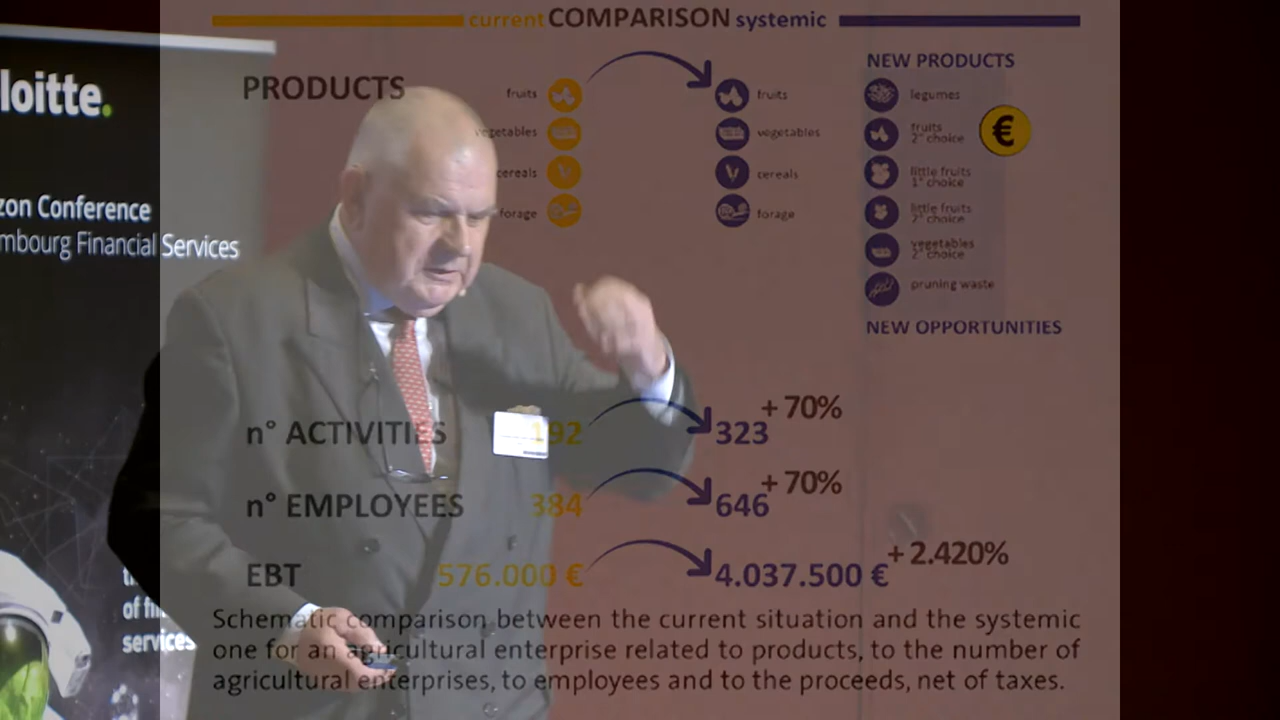 current COMPARISON systemic
loitte.
zon Conference
mbourg Financial Services
of fin
services
PRODUCTS
fruits
vegetables
cereals
forage
fruits
vegetables
cereals
forage
NEW PRODUCTS
legumes
fruits
2° choice
€
little fruits
1° choice
little fruits
2° choice
vegetables
2° choice
pruning waste
NEW OPPORTUNITIES
n° ACTIVITIES 192 323 + 70%
n° EMPLOYEES 384 646 + 70%
EBT 576.000 € 4.037.500 € + 2.420%
Schematic comparison between the current situation and the systemic
one for an agricultural enterprise related to products, to the number of
agricultural enterprises, to employees and to the proceeds, net of taxes.